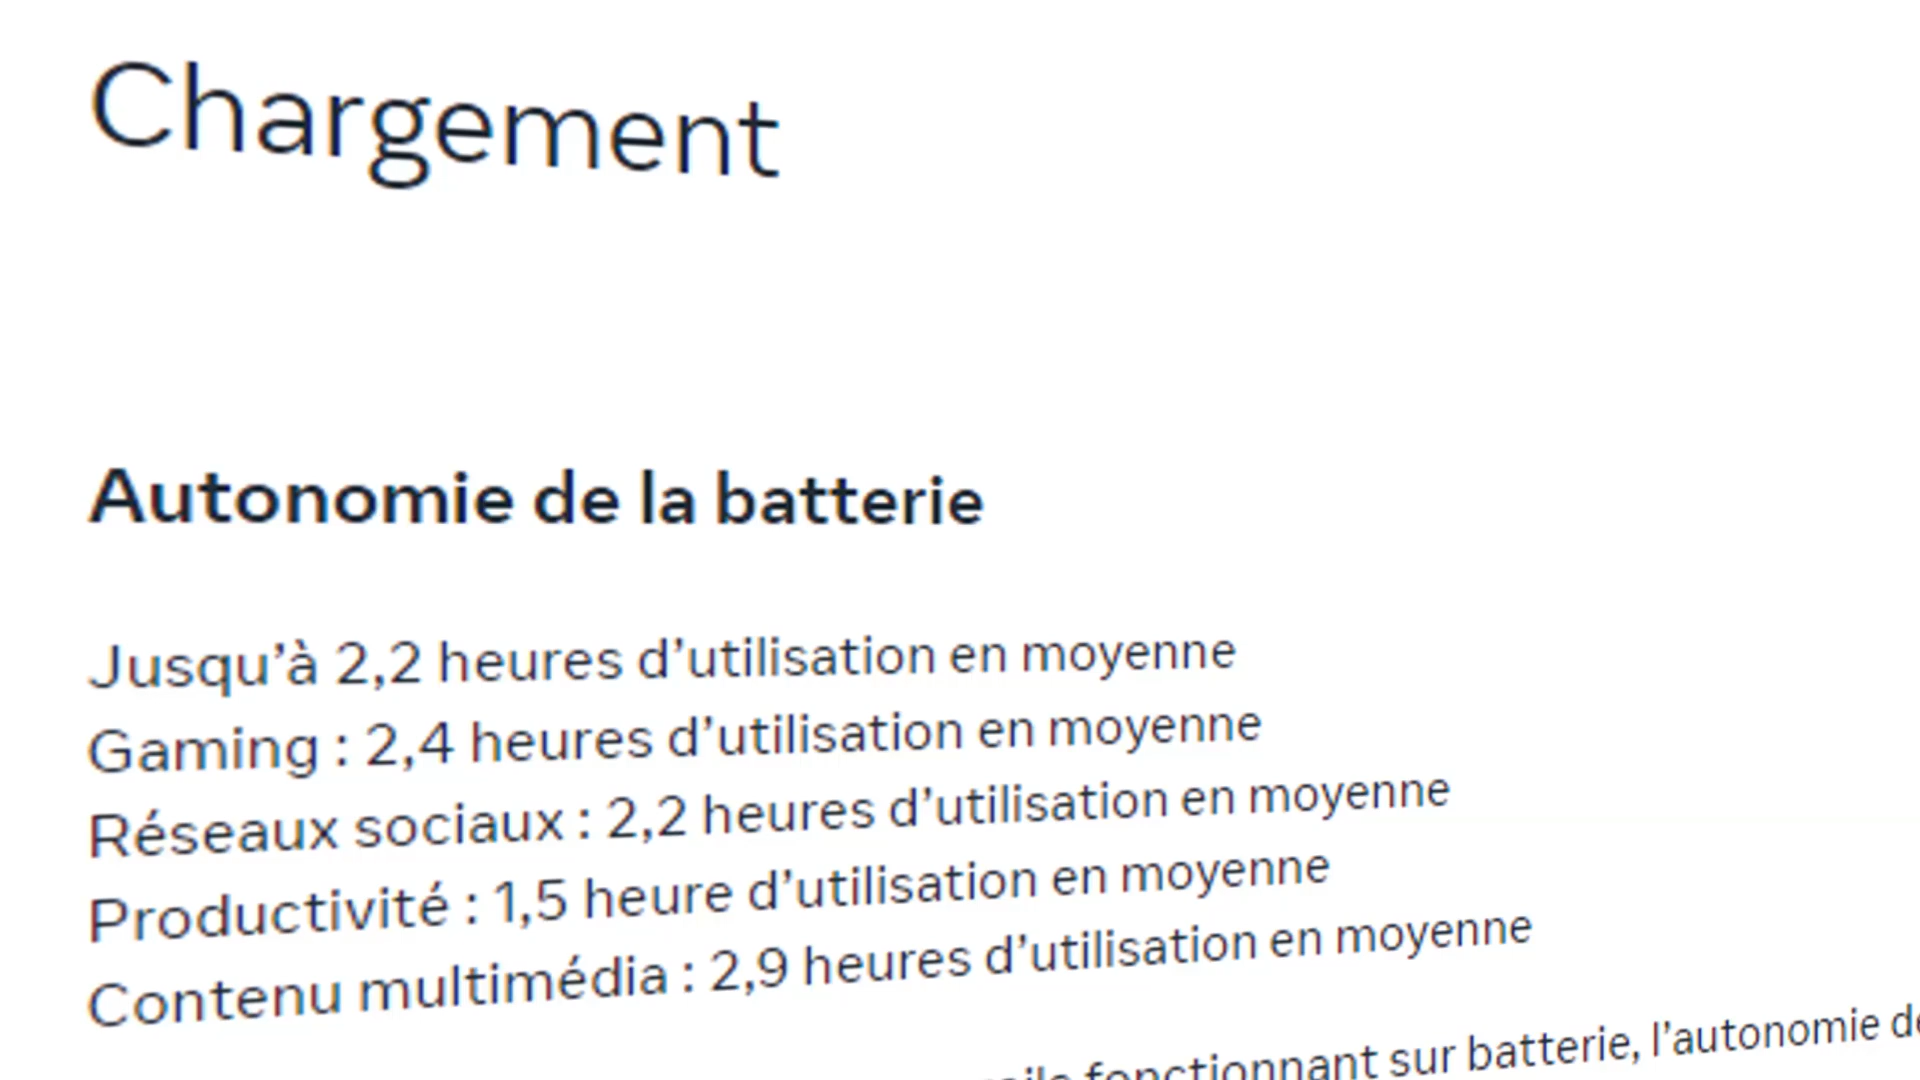 Chargement
Autonomie de la batterie
Jusqu’à 2,2 heures d’utilisation en moyenne
Gaming : 2,4 heures d’utilisation en moyenne
Réseaux sociaux : 2,2 heures d’utilisation en moyenne
Productivité : 1,5 heure d’utilisation en moyenne
Contenu multimédia : 2,9 heures d’utilisation en moyenne
fonctionnant sur batterie, l’autonomie de